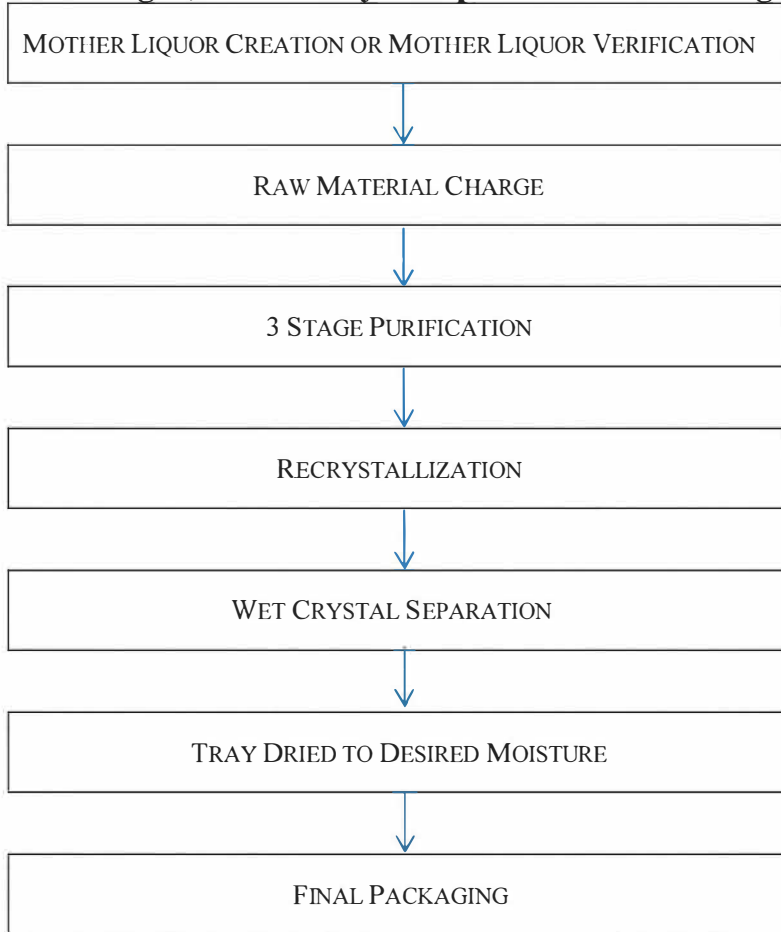 MOTHER LIQUOR CREATION OR MOTHER LIQUOR VERIFICATION
RAW MATERIAL CHARGE
3 STAGE PURIFICATION
RECRYSTALLIZATION
WET CRYSTAL SEPARATION
TRAY DRIED TO DESIRED MOISTURE
FINAL PACKAGING